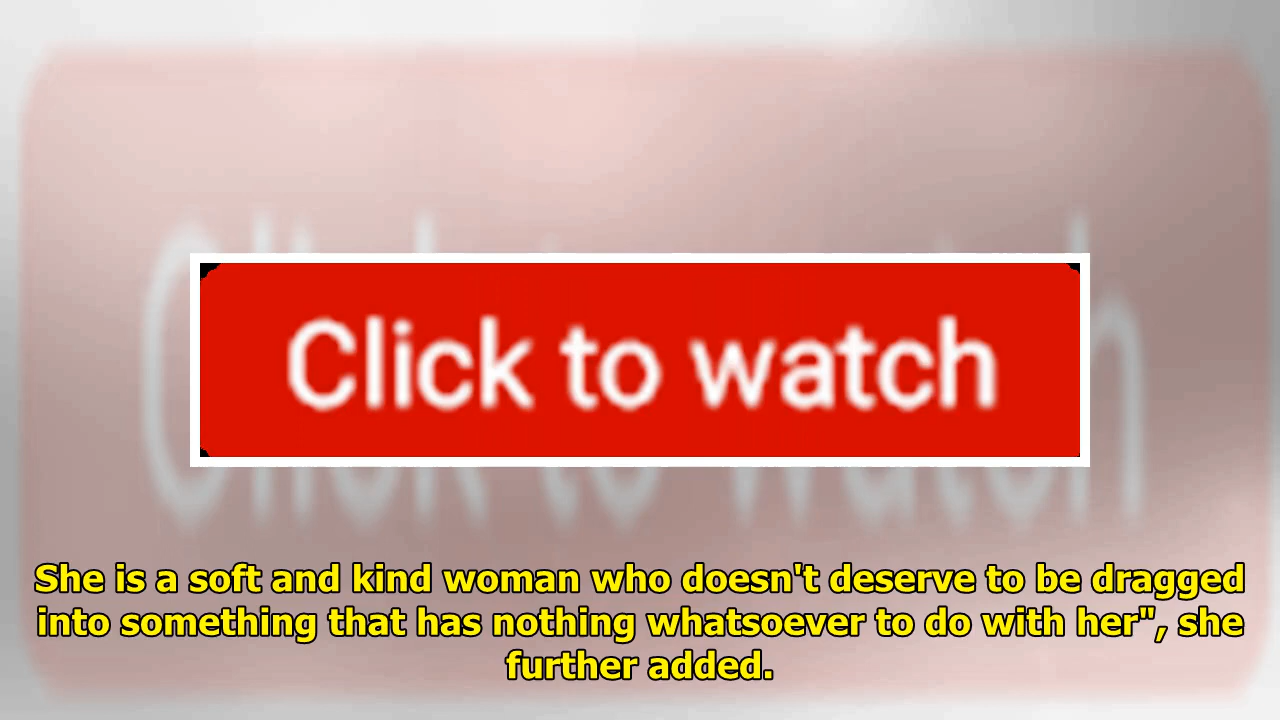 Click to watch
She is a soft and kind woman who doesn't deserve to be dragged
into something that has nothing whatsoever to do with her", she
further added.